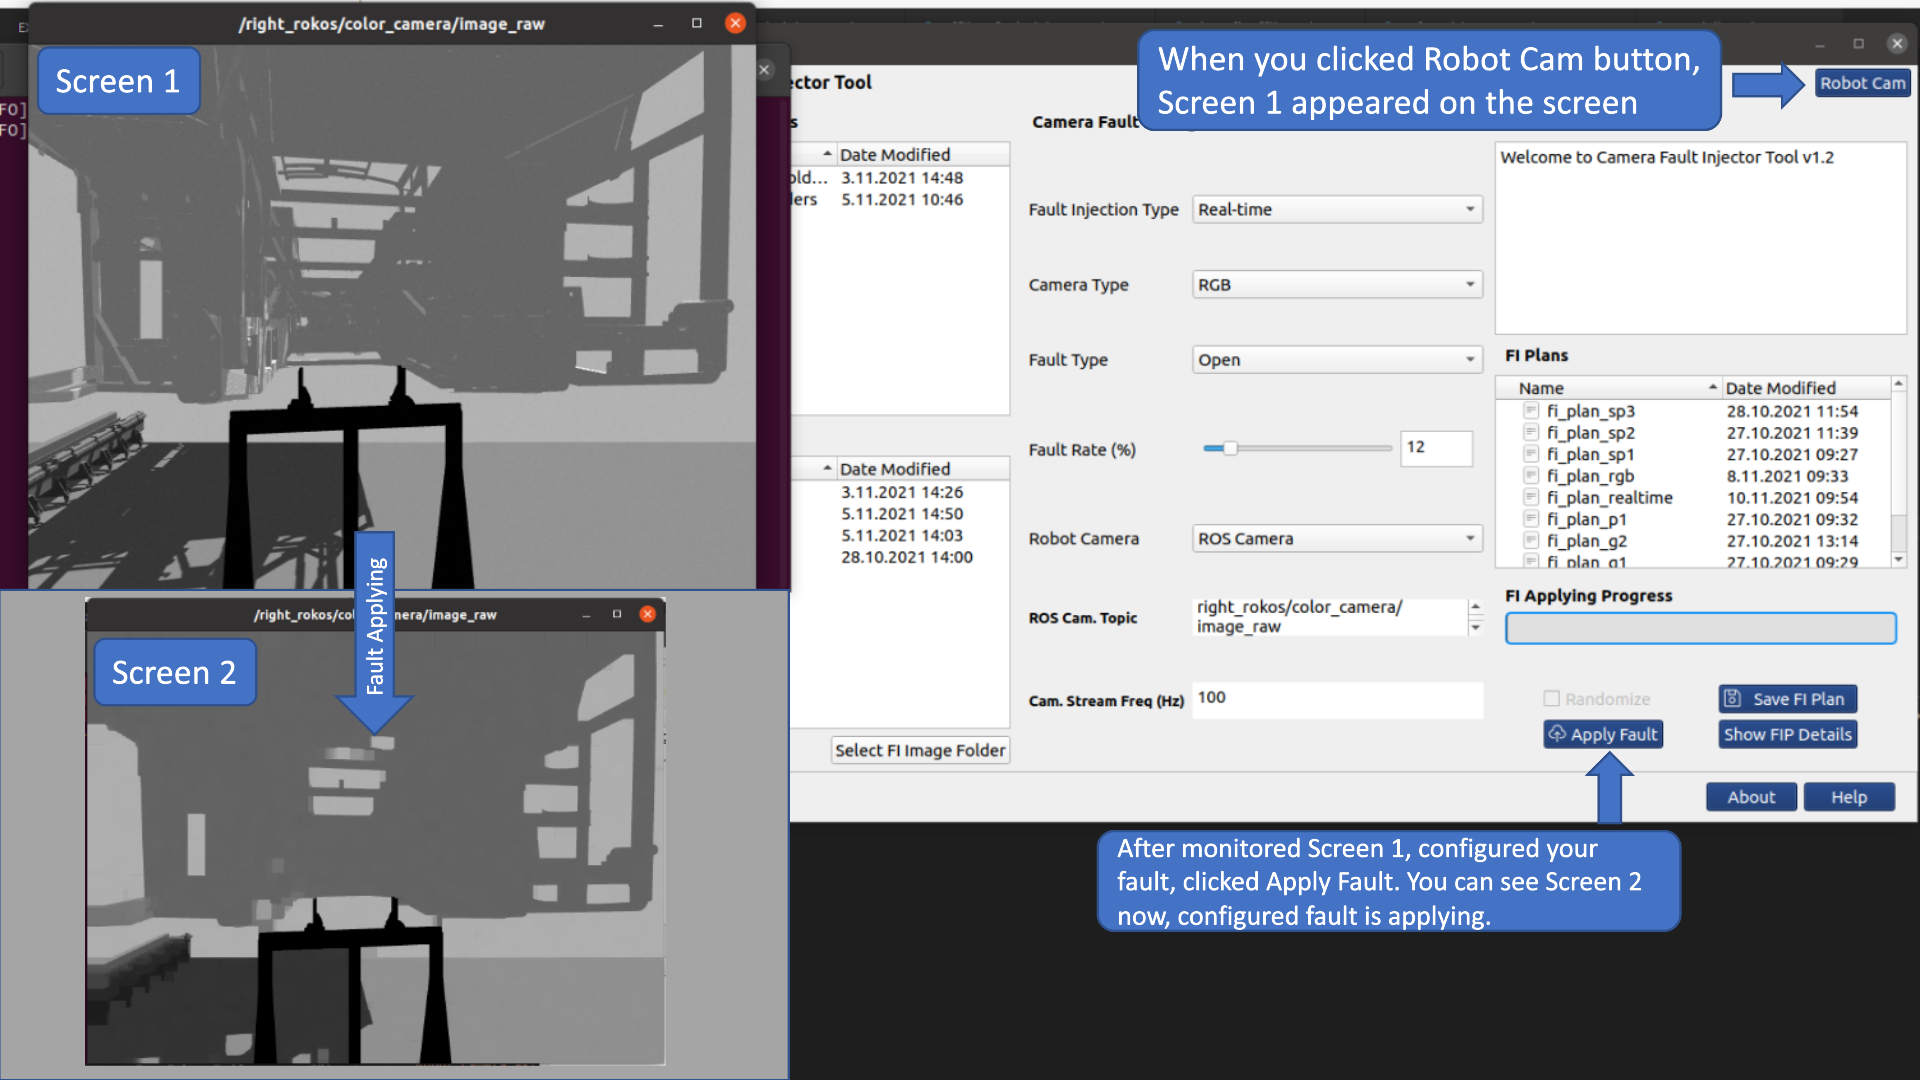 /right_rokos/color_camera/image_raw
Screen 1
FO]
FO]
ector Tool
When you clicked Robot Cam button,
Screen 1 appeared on the screen
Robot Cam
s
Date Modified
old... 3.11.2021 14:48
lers 5.11.2021 10:46
Date Modified
3.11.2021 14:26
5.11.2021 14:50
5.11.2021 14:03
28.10.2021 14:00
Select FI Image Folder
Camera Fault
Fault Injection Type Real-time
Camera Type RGB
Fault Type Open
Fault Rate (%) 12
Robot Camera ROS Camera
ROS Cam. Topic right_rokos/color_camera/
image_raw
Cam. Stream Freq (Hz) 100
Welcome to Camera Fault Injector Tool v1.2
FI Plans
Name Date Modified
fi_plan_sp3 28.10.2021 11:54
fi_plan_sp2 27.10.2021 11:39
fi_plan_sp1 27.10.2021 09:27
fi_plan_rgb 8.11.2021 09:33
fi_plan_realtime 10.11.2021 09:54
fi_plan_p1 27.10.2021 09:32
fi_plan_g2 27.10.2021 13:14
fi_plan_g1 27.10.2021 09:29
FI Applying Progress
Randomize
Save FI Plan
Apply Fault
Show FIP Details
About
Help
Fault Applying
/right_rokos/co nera/image_raw
Screen 2
After monitored Screen 1, configured your
fault, clicked Apply Fault. You can see Screen 2
now, configured fault is applying.